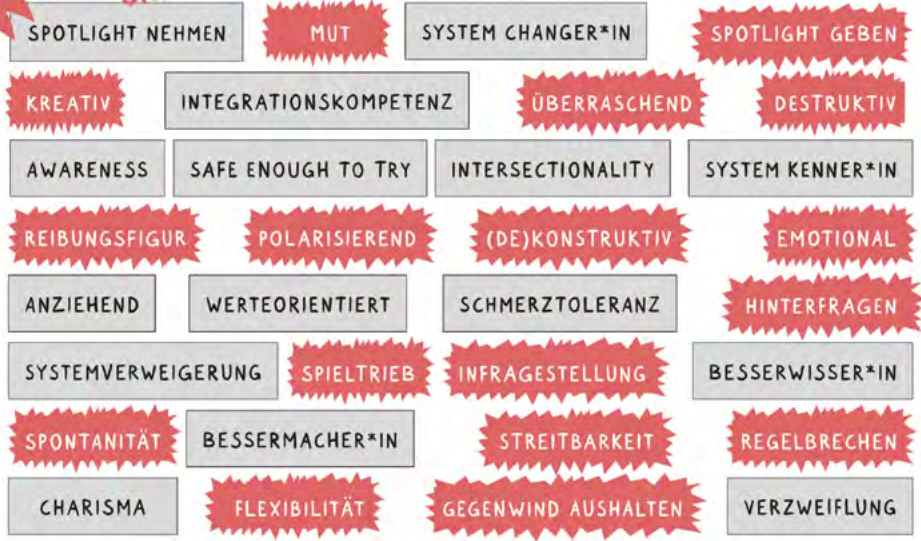 SPOTLIGHT NEHMEN MUT SYSTEM CHANGER*IN SPOTLIGHT GEBEN
KREATIV INTEGRATIONSKOMPETENZ ÜBERRASCHEND DESTRUKTIV
AWARENESS SAFE ENOUGH TO TRY INTERSECTIONALITY SYSTEM KENNER*IN
REIBUNGSFIGUR POLARISIEREND (DE)KONSTRUKTIV EMOTIONAL
ANZIEHEND WERTEORIENTIERT SCHMERZTOLERANZ HINTERFRAGEN
SYSTEMVERWEIGERUNG SPIELTRIEB INFRAGESTELLUNG BESSERWISSER*IN
SPONTANITÄT BESSERMACHER*IN STREITBARKEIT REGELBRECHEN
CHARISMA FLEXIBILITÄT GEGENWIND AUSHALTEN VERZWEIFLUNG